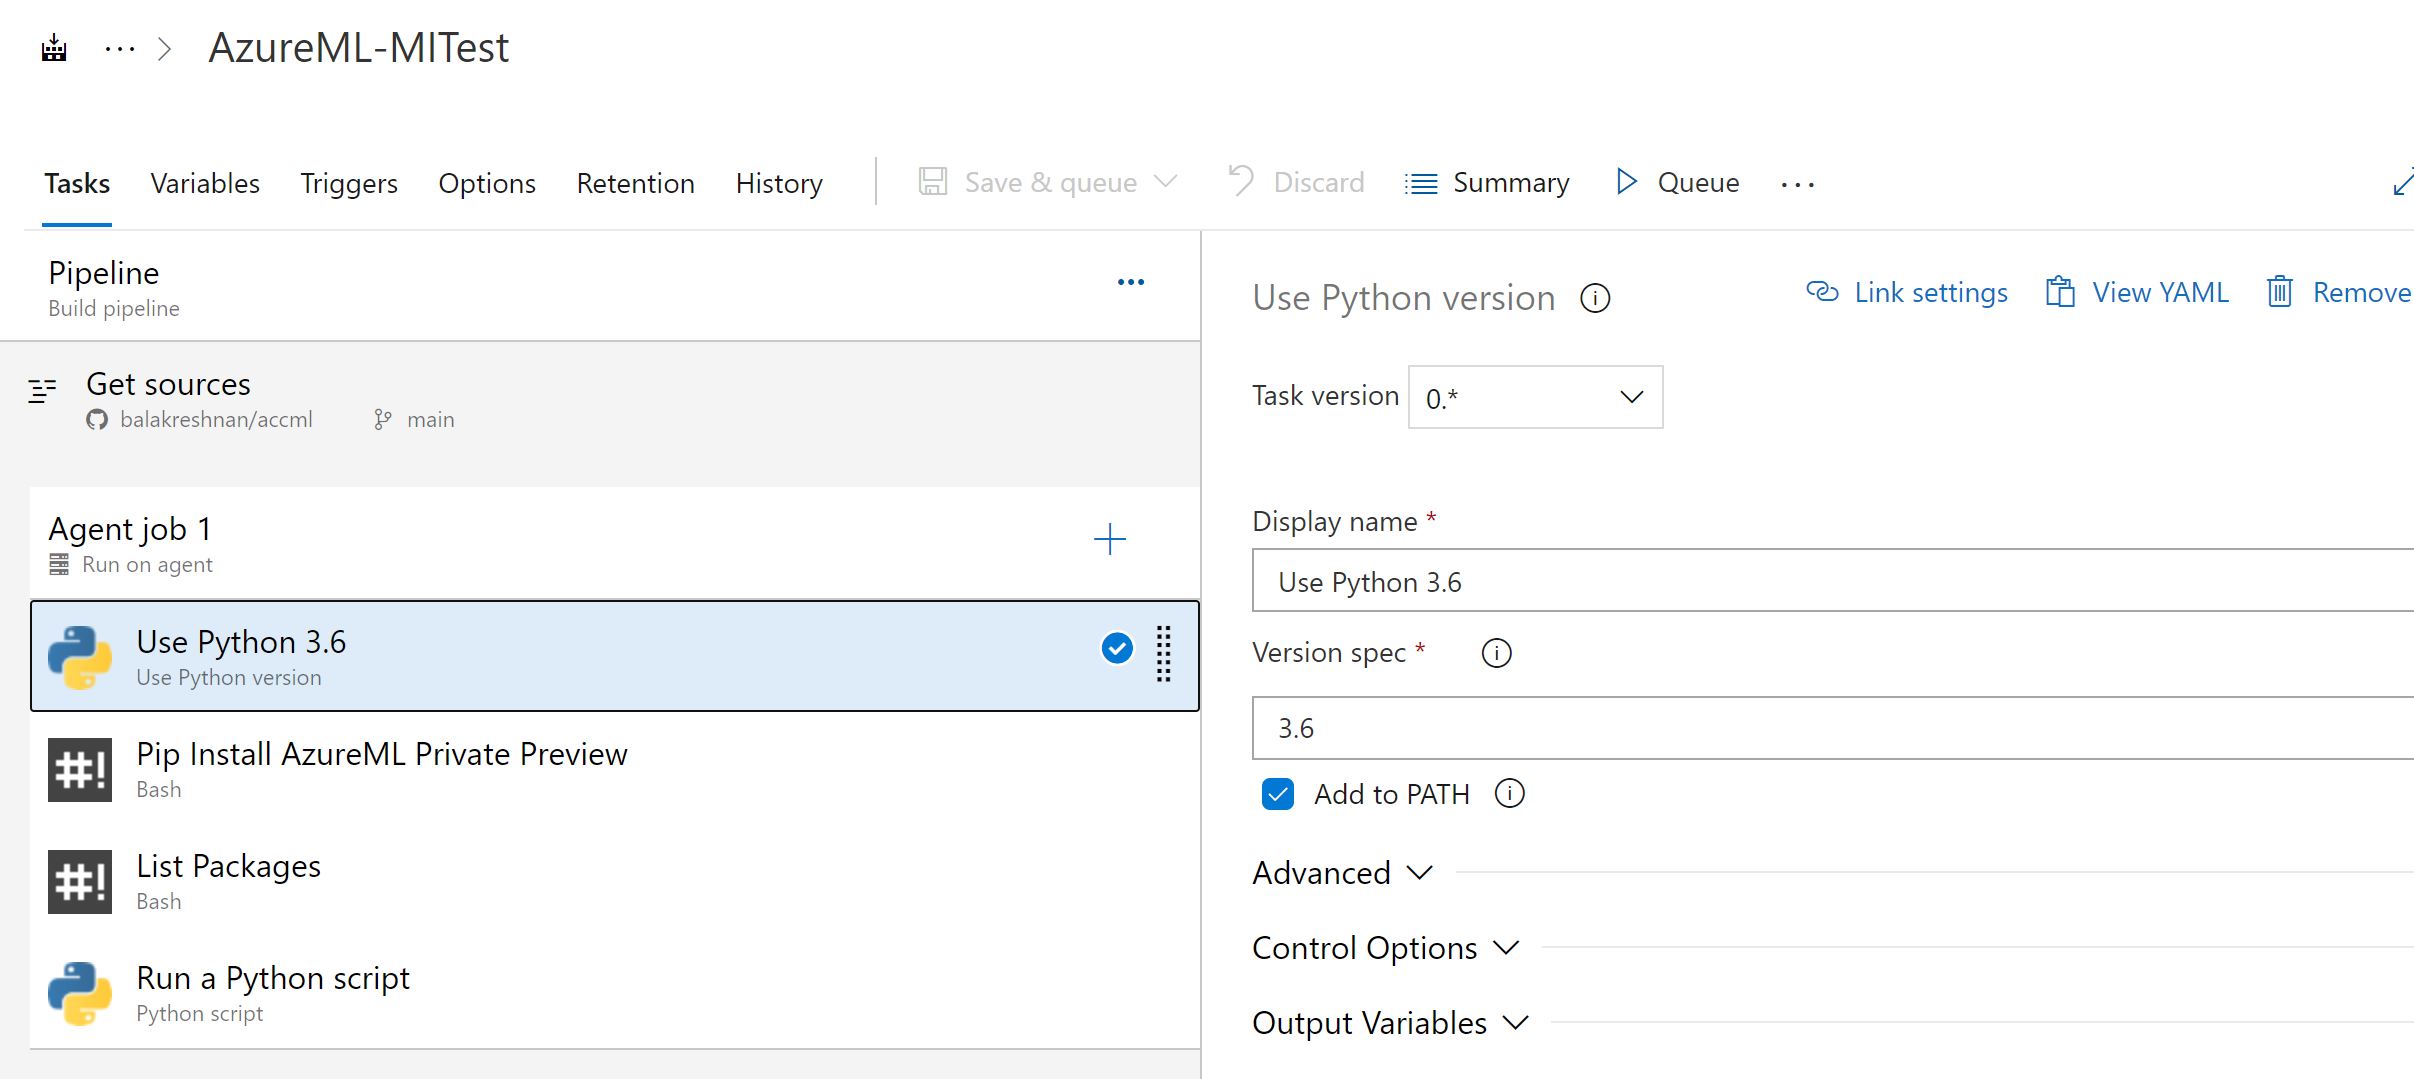 AzureML-MITest
Tasks Variables Triggers Options Retention History Save & queue Discard Summary Queue
Pipeline
Build pipeline
Get sources
balakreshnan/accml main
Agent job 1
Run on agent
Use Python 3.6
Use Python version
Pip Install AzureML Private Preview
Bash
List Packages
Bash
Run a Python script
Python script
Use Python version Link settings View YAML Remove
Task version 0.*
Display name *
Use Python 3.6
Version spec *
3.6
Add to PATH
Advanced
Control Options
Output Variables